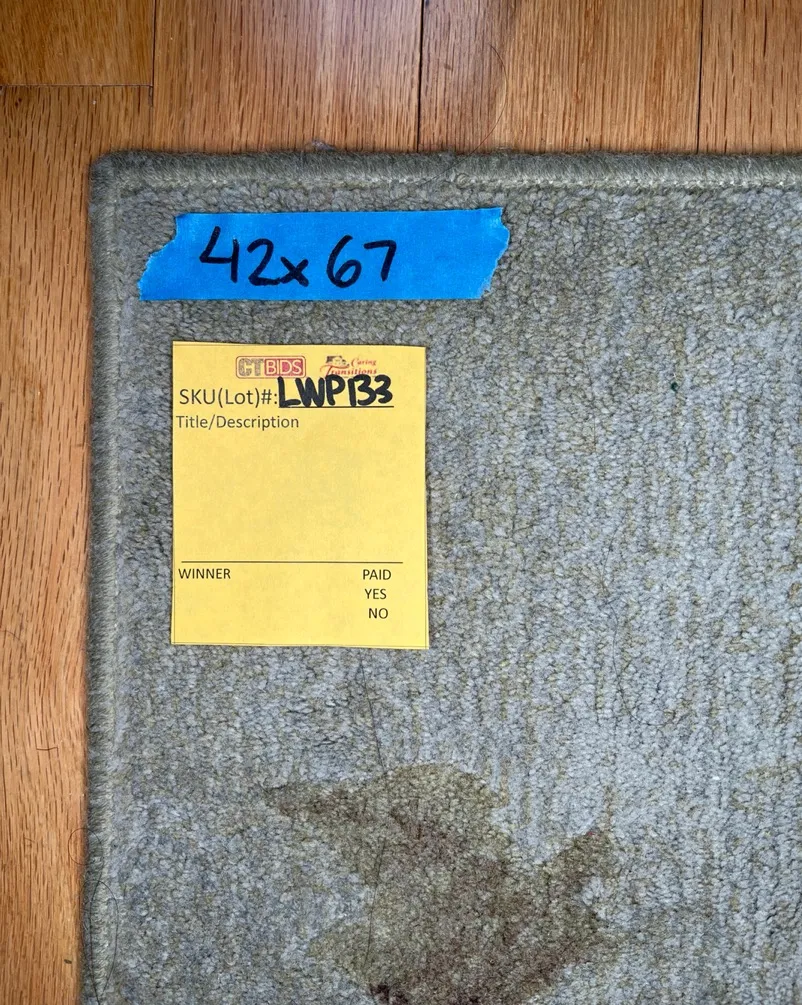 42x67
CTBIDS Caring Transitions
SKU(Lot)#:LWP133
Title/Description
WINNER PAID
YES
NO